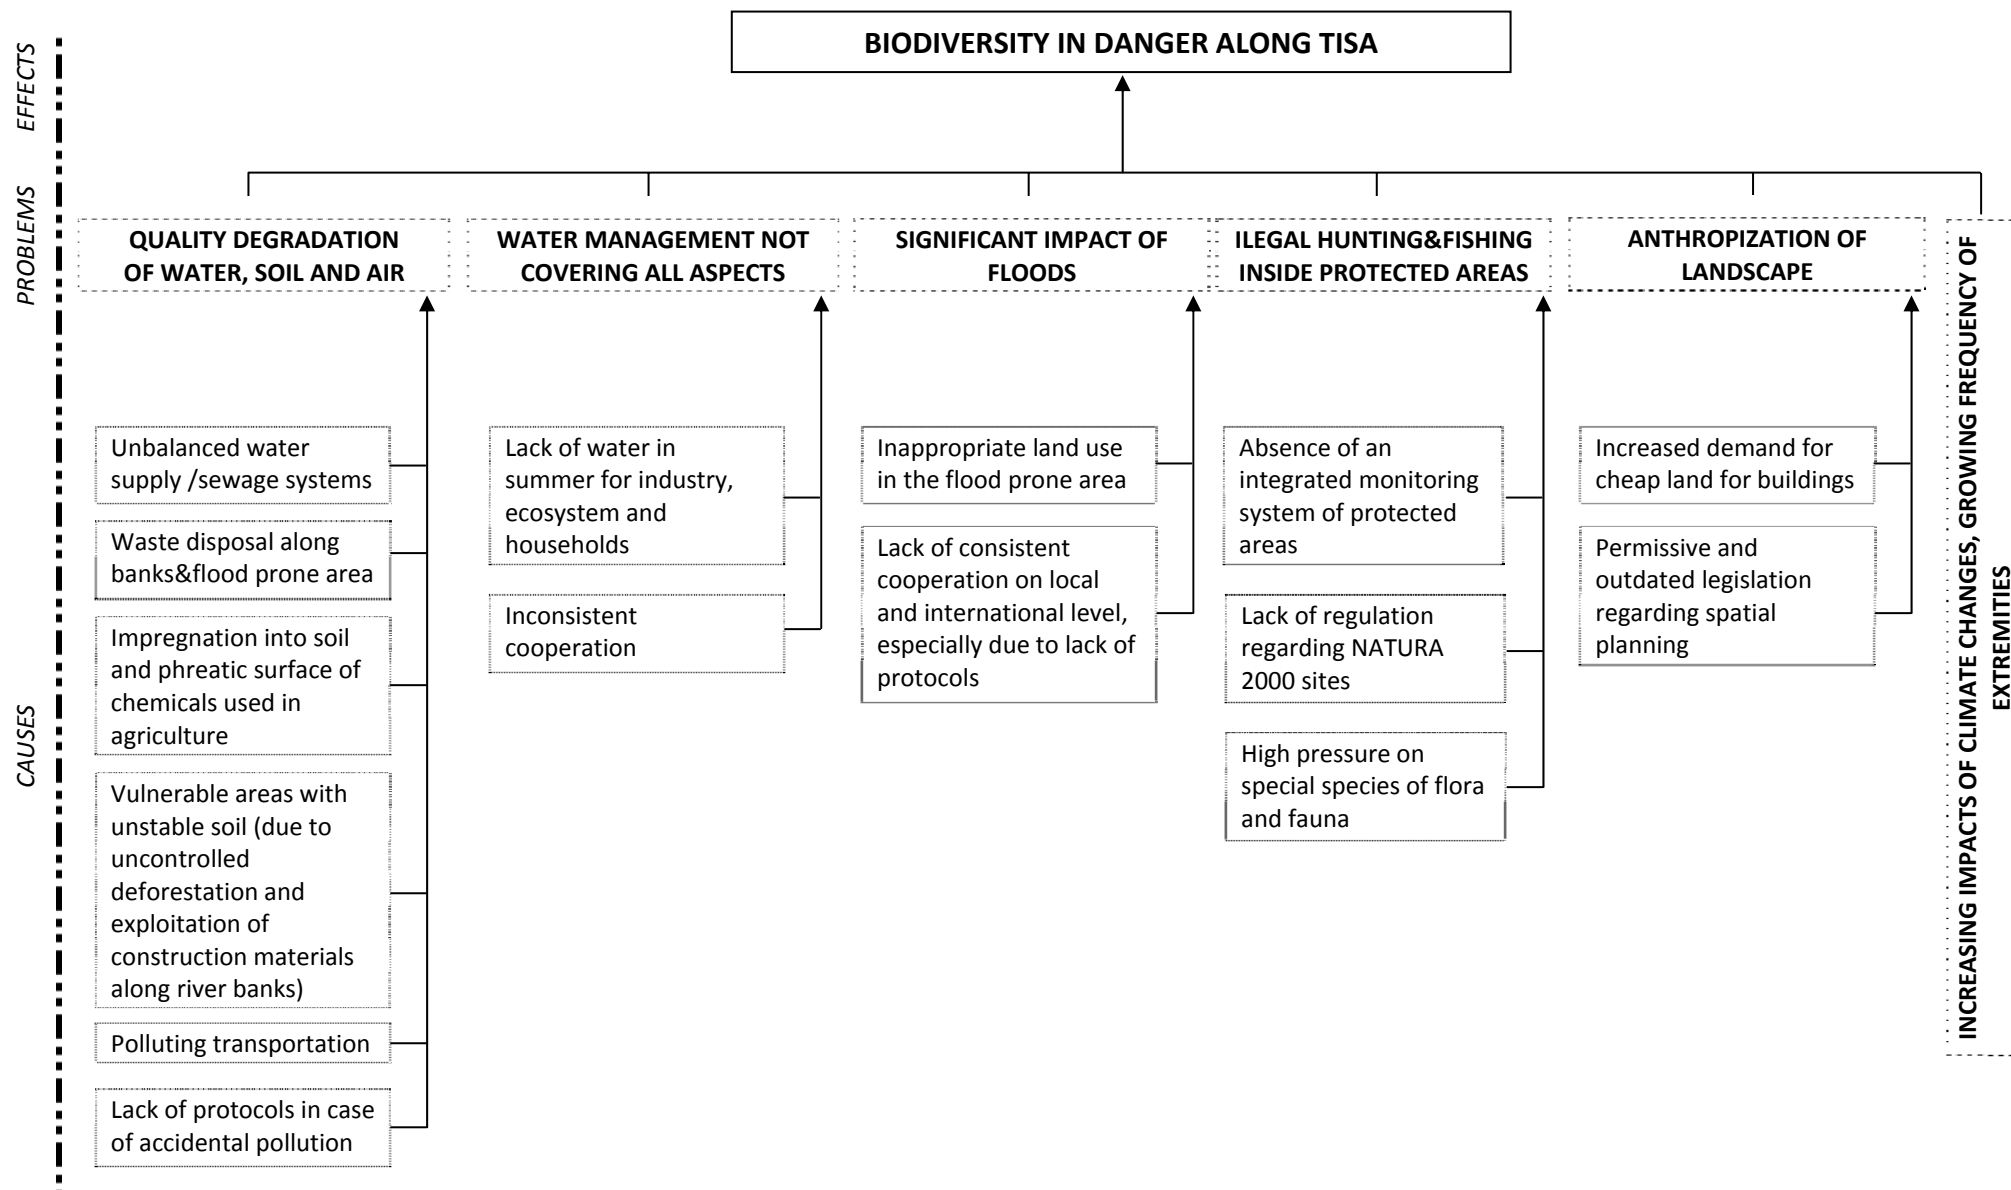 EFFECTS
BIODIVERSITY IN DANGER ALONG TISA
PROBLEMS
QUALITY DEGRADATION
OF WATER, SOIL AND AIR
WATER MANAGEMENT NOT
COVERING ALL ASPECTS
SIGNIFICANT IMPACT OF
FLOODS
ILEGAL HUNTING&FISHING
INSIDE PROTECTED AREAS
ANTHROPIZATION OF
LANDSCAPE
INCREASING IMPACTS OF CLIMATE CHANGES, GROWING FREQUENCY OF
EXTREMITIES
CAUSES
Unbalanced water
supply /sewage systems
Waste disposal along
banks&flood prone area
Impregnation into soil
and phreatic surface of
chemicals used in
agriculture
Vulnerable areas with
unstable soil (due to
uncontrolled
deforestation and
exploitation of
construction materials
along river banks)
Polluting transportation
Lack of protocols in case
of accidental pollution
Lack of water in
summer for industry,
ecosystem and
households
Inconsistent
cooperation
Inappropriate land use
in the flood prone area
Lack of consistent
cooperation on local
and international level,
especially due to lack of
protocols
Absence of an
integrated monitoring
system of protected
areas
Lack of regulation
regarding NATURA
2000 sites
High pressure on
special species of flora
and fauna
Increased demand for
cheap land for buildings
Permissive and
outdated legislation
regarding spatial
planning